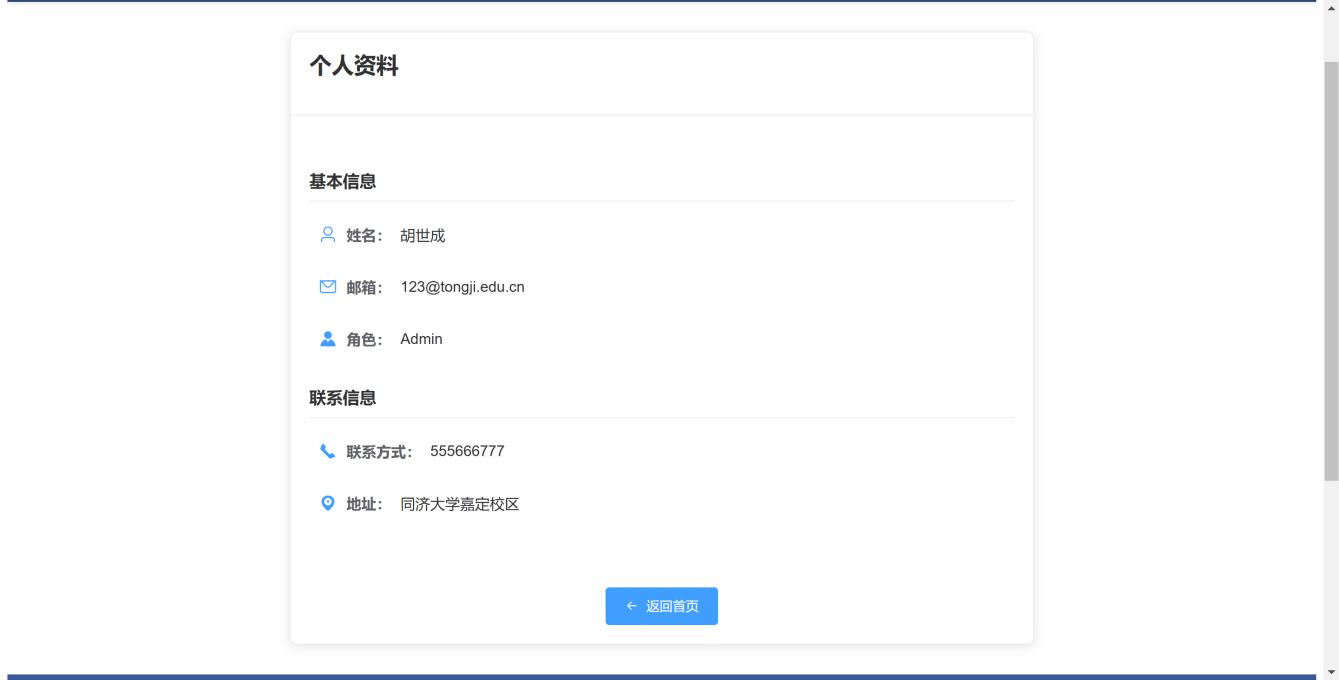 个人资料
基本信息
姓名： 胡世成
邮箱： 123@tongji.edu.cn
角色： Admin
联系信息
联系方式： 555666777
地址： 同济大学嘉定校区
← 返回首页